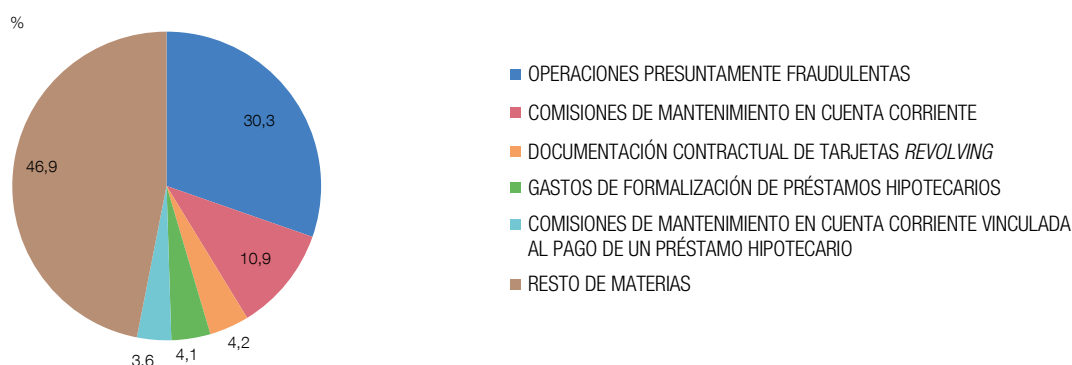 %
30,3
10,9
4,2
4,1
3,6
46,9
OPERACIONES PRESUNTAMENTE FRAUDULENTAS
COMISIONES DE MANTENIMIENTO EN CUENTA CORRIENTE
DOCUMENTACIÓN CONTRACTUAL DE TARJETAS REVOLVING
GASTOS DE FORMALIZACIÓN DE PRÉSTAMOS HIPOTECARIOS
COMISIONES DE MANTENIMIENTO EN CUENTA CORRIENTE VINCULADA
AL PAGO DE UN PRÉSTAMO HIPOTECARIO
RESTO DE MATERIAS